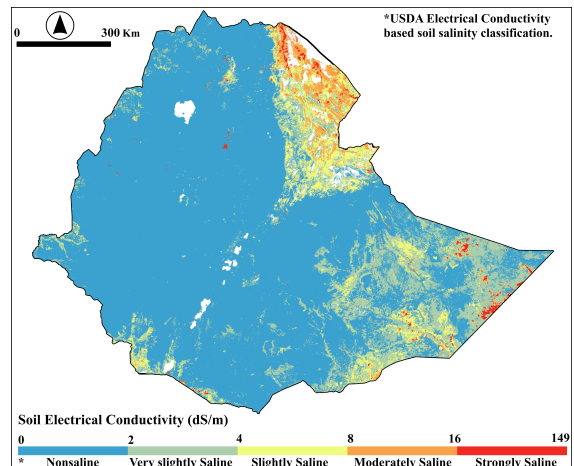 0 300 Km
*USDA Electrical Conductivity
based soil salinity classification.
Soil Electrical Conductivity (dS/m)
0 2 4 8 16 149
* Nonsaline Very slightly Saline Slightly Saline Moderately Saline Strongly Saline